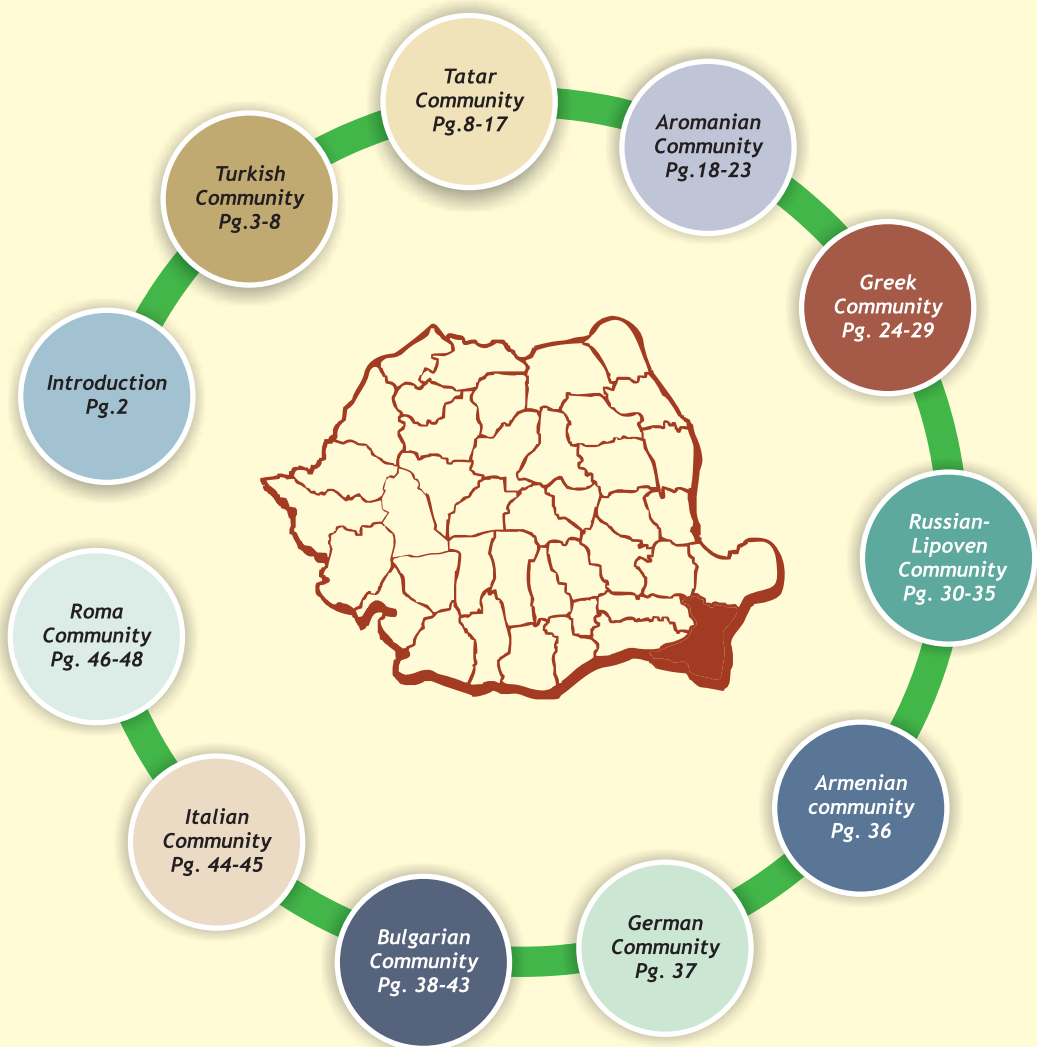 Introduction
Pg.2
Turkish
Community
Pg.3-8
Tatar
Community
Pg.8-17
Aromanian
Community
Pg.18-23
Greek
Community
Pg. 24-29
Russian-
Lipoven
Community
Pg. 30-35
Armenian
community
Pg. 36
German
Community
Pg. 37
Bulgarian
Community
Pg. 38-43
Italian
Community
Pg. 44-45
Roma
Community
Pg. 46-48